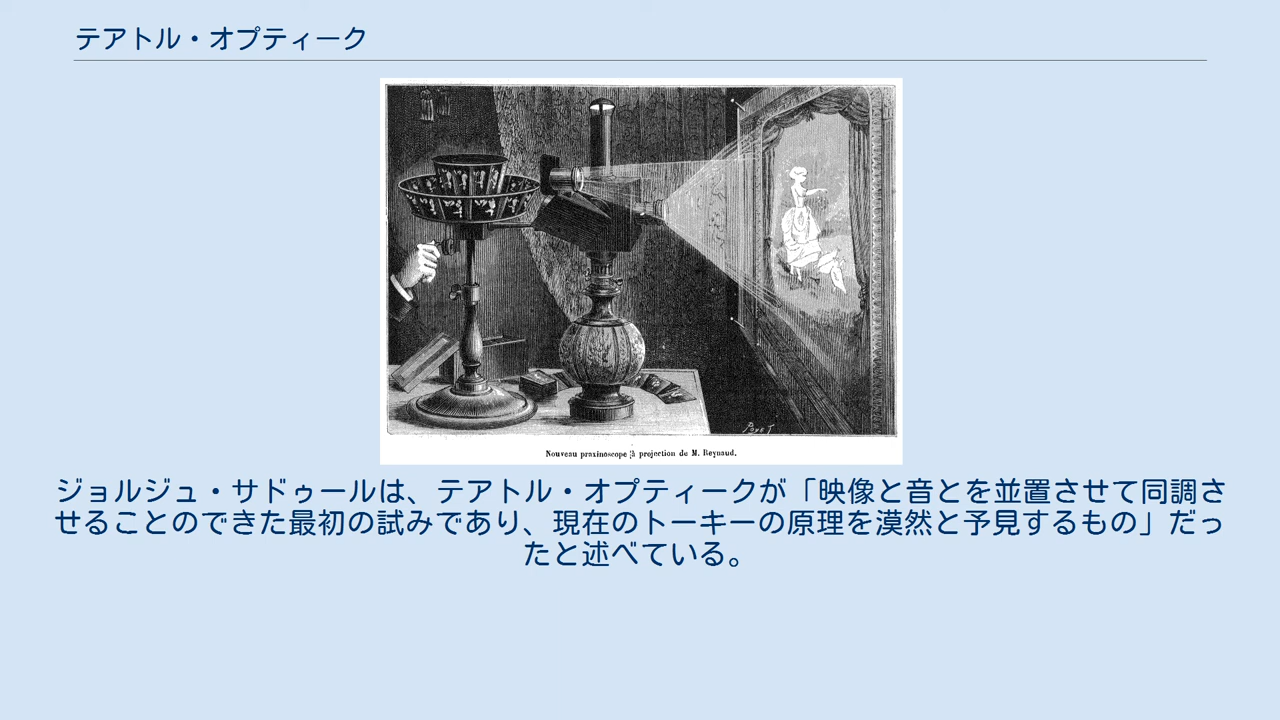 テアトル・オプティーク
Poyet
Nouveau praxinoscope à projection de M. Reynaud.
ジョルジュ・サドゥールは、テアトル・オプティークが「映像と音とを並置させて同調さ
せることのできた最初の試みであり、現在のトーキーの原理を漠然と予見するもの」だっ
たと述べている。